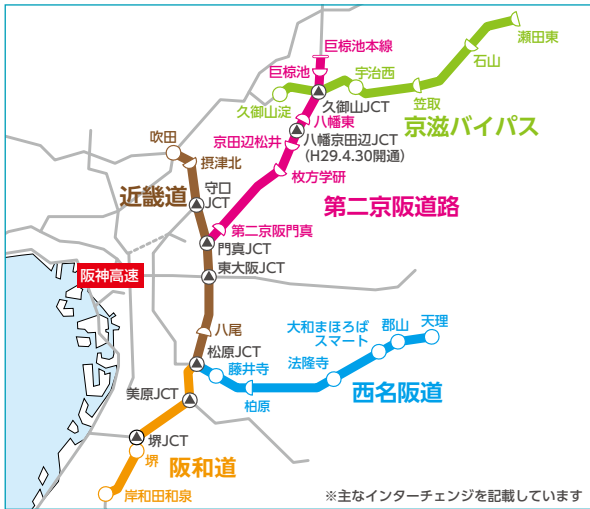 瀬田東
巨椋池本線
石山
巨椋池
宇治西
久御山淀
久御山JCT
笠取
八幡東
京滋バイパス
吹田
京田辺松井
八幡京田辺JCT
(H29.4.30開通)
摂津北
枚方学研
近畿道
守口
JCT
第二京阪道路
第二京阪門真
門真JCT
阪神高速
東大阪JCT
八尾
大和まほろば
スマート
郡山
天理
松原JCT
藤井寺
法隆寺
美原JCT
柏原
西名阪道
堺JCT
堺
阪和道
岸和田和泉
※主なインターチェンジを記載しています